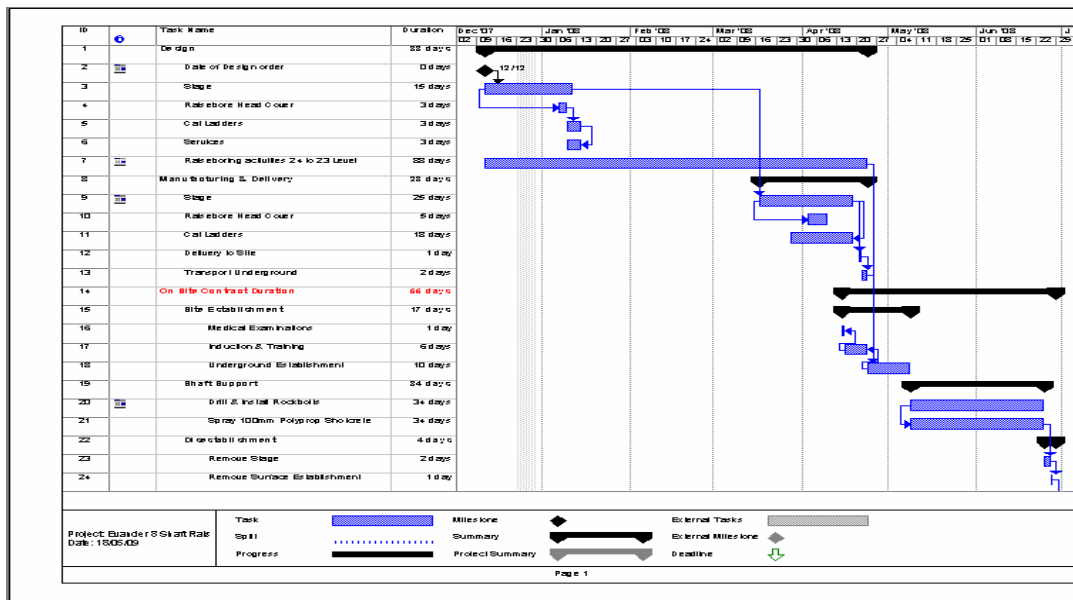 ID Task Name Duration Dec '07 Jan '08 Feb '08 Mar '08 Apr '08 May '08 Jun '08 J
02 09 16 23 30 06 13 20 27 03 10 17 24 02 09 16 23 30 06 13 20 27 04 11 18 25 01 08 15 22 29
1 Design 88 days
2 Date of Design order 0 days 12/12
3 Stage 15 days
4 Raisebore Head Cover 3 days
5 Cat Ladders 3 days
6 Services 3 days
7 Raiseboring activities 24 to 23 Level 88 days
8 Manufacturing & Delivery 28 days
9 Stage 25 days
10 Raisebore Head Cover 5 days
11 Cat Ladders 18 days
12 Delivery to Site 1 day
13 Transport Underground 2 days
14 On Site Contract Duration 66 days
15 Site Establishment 17 days
16 Medical Examinations 1 day
17 Induction & Training 6 days
18 Underground Establishment 10 days
19 Shaft Support 34 days
20 Drill & Install Rockbolts 34 days
21 Spray 100mm Polyprop Shotcrete 34 days
22 Disestablishment 4 days
23 Remove Stage 2 days
24 Remove Surface Establishment 1 day
Project: Evander 8 Shaft Rais
Date: 18/05/09
Task Milestone External Tasks
Split Summary External Milestone
Progress Project Summary Deadline
Page 1